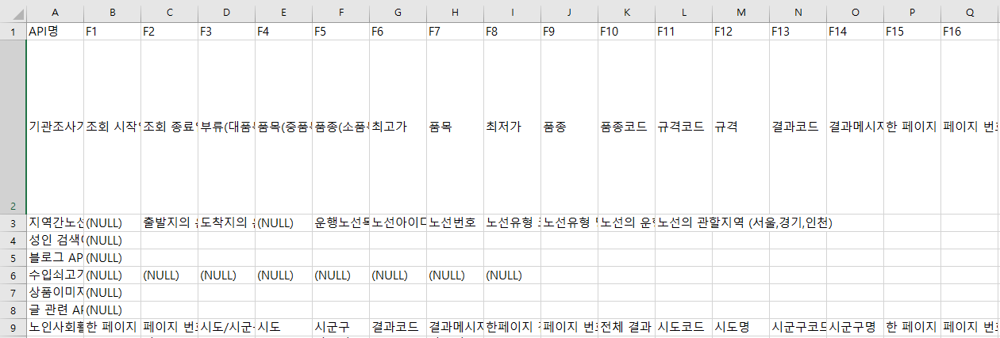 A B C D E F G H I J K L M N O P Q
1 API명 F1 F2 F3 F4 F5 F6 F7 F8 F9 F10 F11 F12 F13 F14 F15 F16
2 기관조사가 조회 시작 조회 종료 부류(대품 품목(중품 품종(소품 최고가 품목 최저가 품종 품종코드 규격코드 규격 결과코드 결과메시지 한 페이지 페이지 번호
3 지역간노선 (NULL) 출발지의 도착지의 (NULL) 운행노선 노선아이디 노선번호 노선유형 노선유형 노선의 운행 노선의 관할지역 (서울,경기,인천)
4 성인 검색 (NULL)
5 블로그 AP (NULL)
6 수입쇠고기 (NULL) (NULL) (NULL) (NULL) (NULL) (NULL) (NULL) (NULL)
7 상품이미지 (NULL)
8 글 관련 AP (NULL)
9 노인사회활 한 페이지 페이지 번호 시도/시군 시도 시군구 결과코드 결과메시지 한페이지 페이지 번호 전체 결과 시도코드 시도명 시군구코드 시군구명 한 페이지 페이지 번호